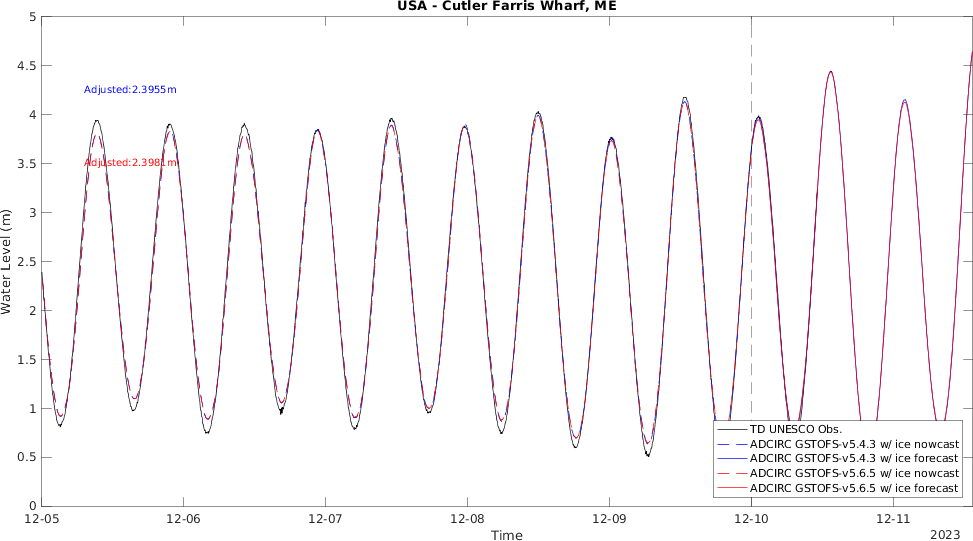 USA - Cutler Farris Wharf, ME
5
4.5
4
3.5
3
2.5
2
1.5
1
0.5
0
Water Level (m)
Adjusted:2.3955m
Adjusted:2.3981m
TD UNESCO Obs.
ADCIRC GSTOFS-v5.4.3 w/ ice nowcast
ADCIRC GSTOFS-v5.4.3 w/ ice forecast
ADCIRC GSTOFS-v5.6.5 w/ ice nowcast
ADCIRC GSTOFS-v5.6.5 w/ ice forecast
12-05 12-06 12-07 12-08 12-09 12-10 12-11
Time
2023